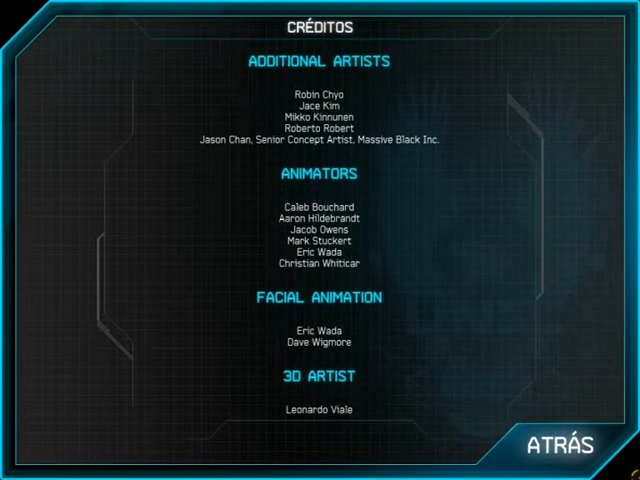 CRÉDITOS
ADDITIONAL ARTISTS
Robin Chyo
Jace Kim
Mikko Kinnunen
Roberto Robert
Jason Chan, Senior Concept Artist, Massive Black Inc.
ANIMATORS
Caleb Bouchard
Aaron Hildebrandt
Jacob Owens
Mark Stuckert
Eric Wada
Christian Whiticar
FACIAL ANIMATION
Eric Wada
Dave Wigmore
3D ARTIST
Leonardo Viale
ATRÁS